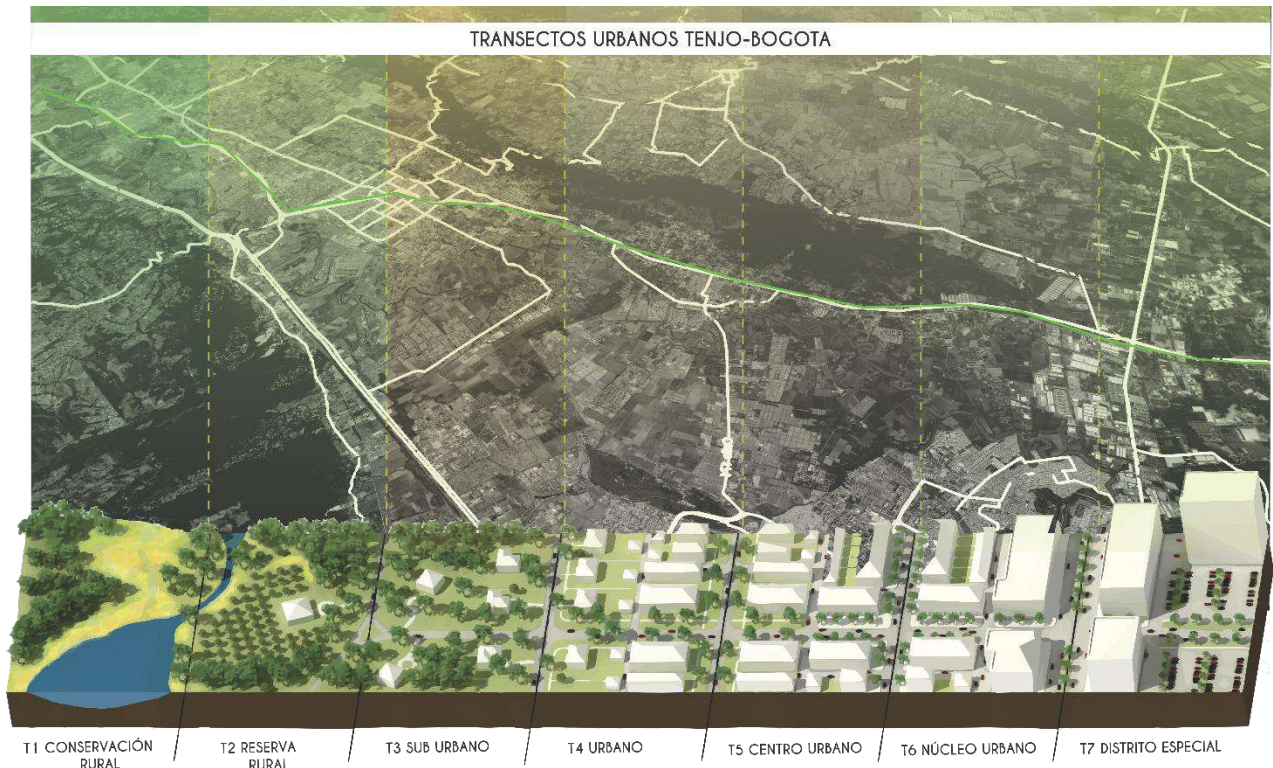 TRANSECTOS URBANOS TENJO-BOGOTA
T1 CONSERVACIÓN
RURAL
T2 RESERVA
RURAL
T3 SUB URBANO
T4 URBANO
T5 CENTRO URBANO
T6 NÚCLEO URBANO
T7 DISTRITO ESPECIAL